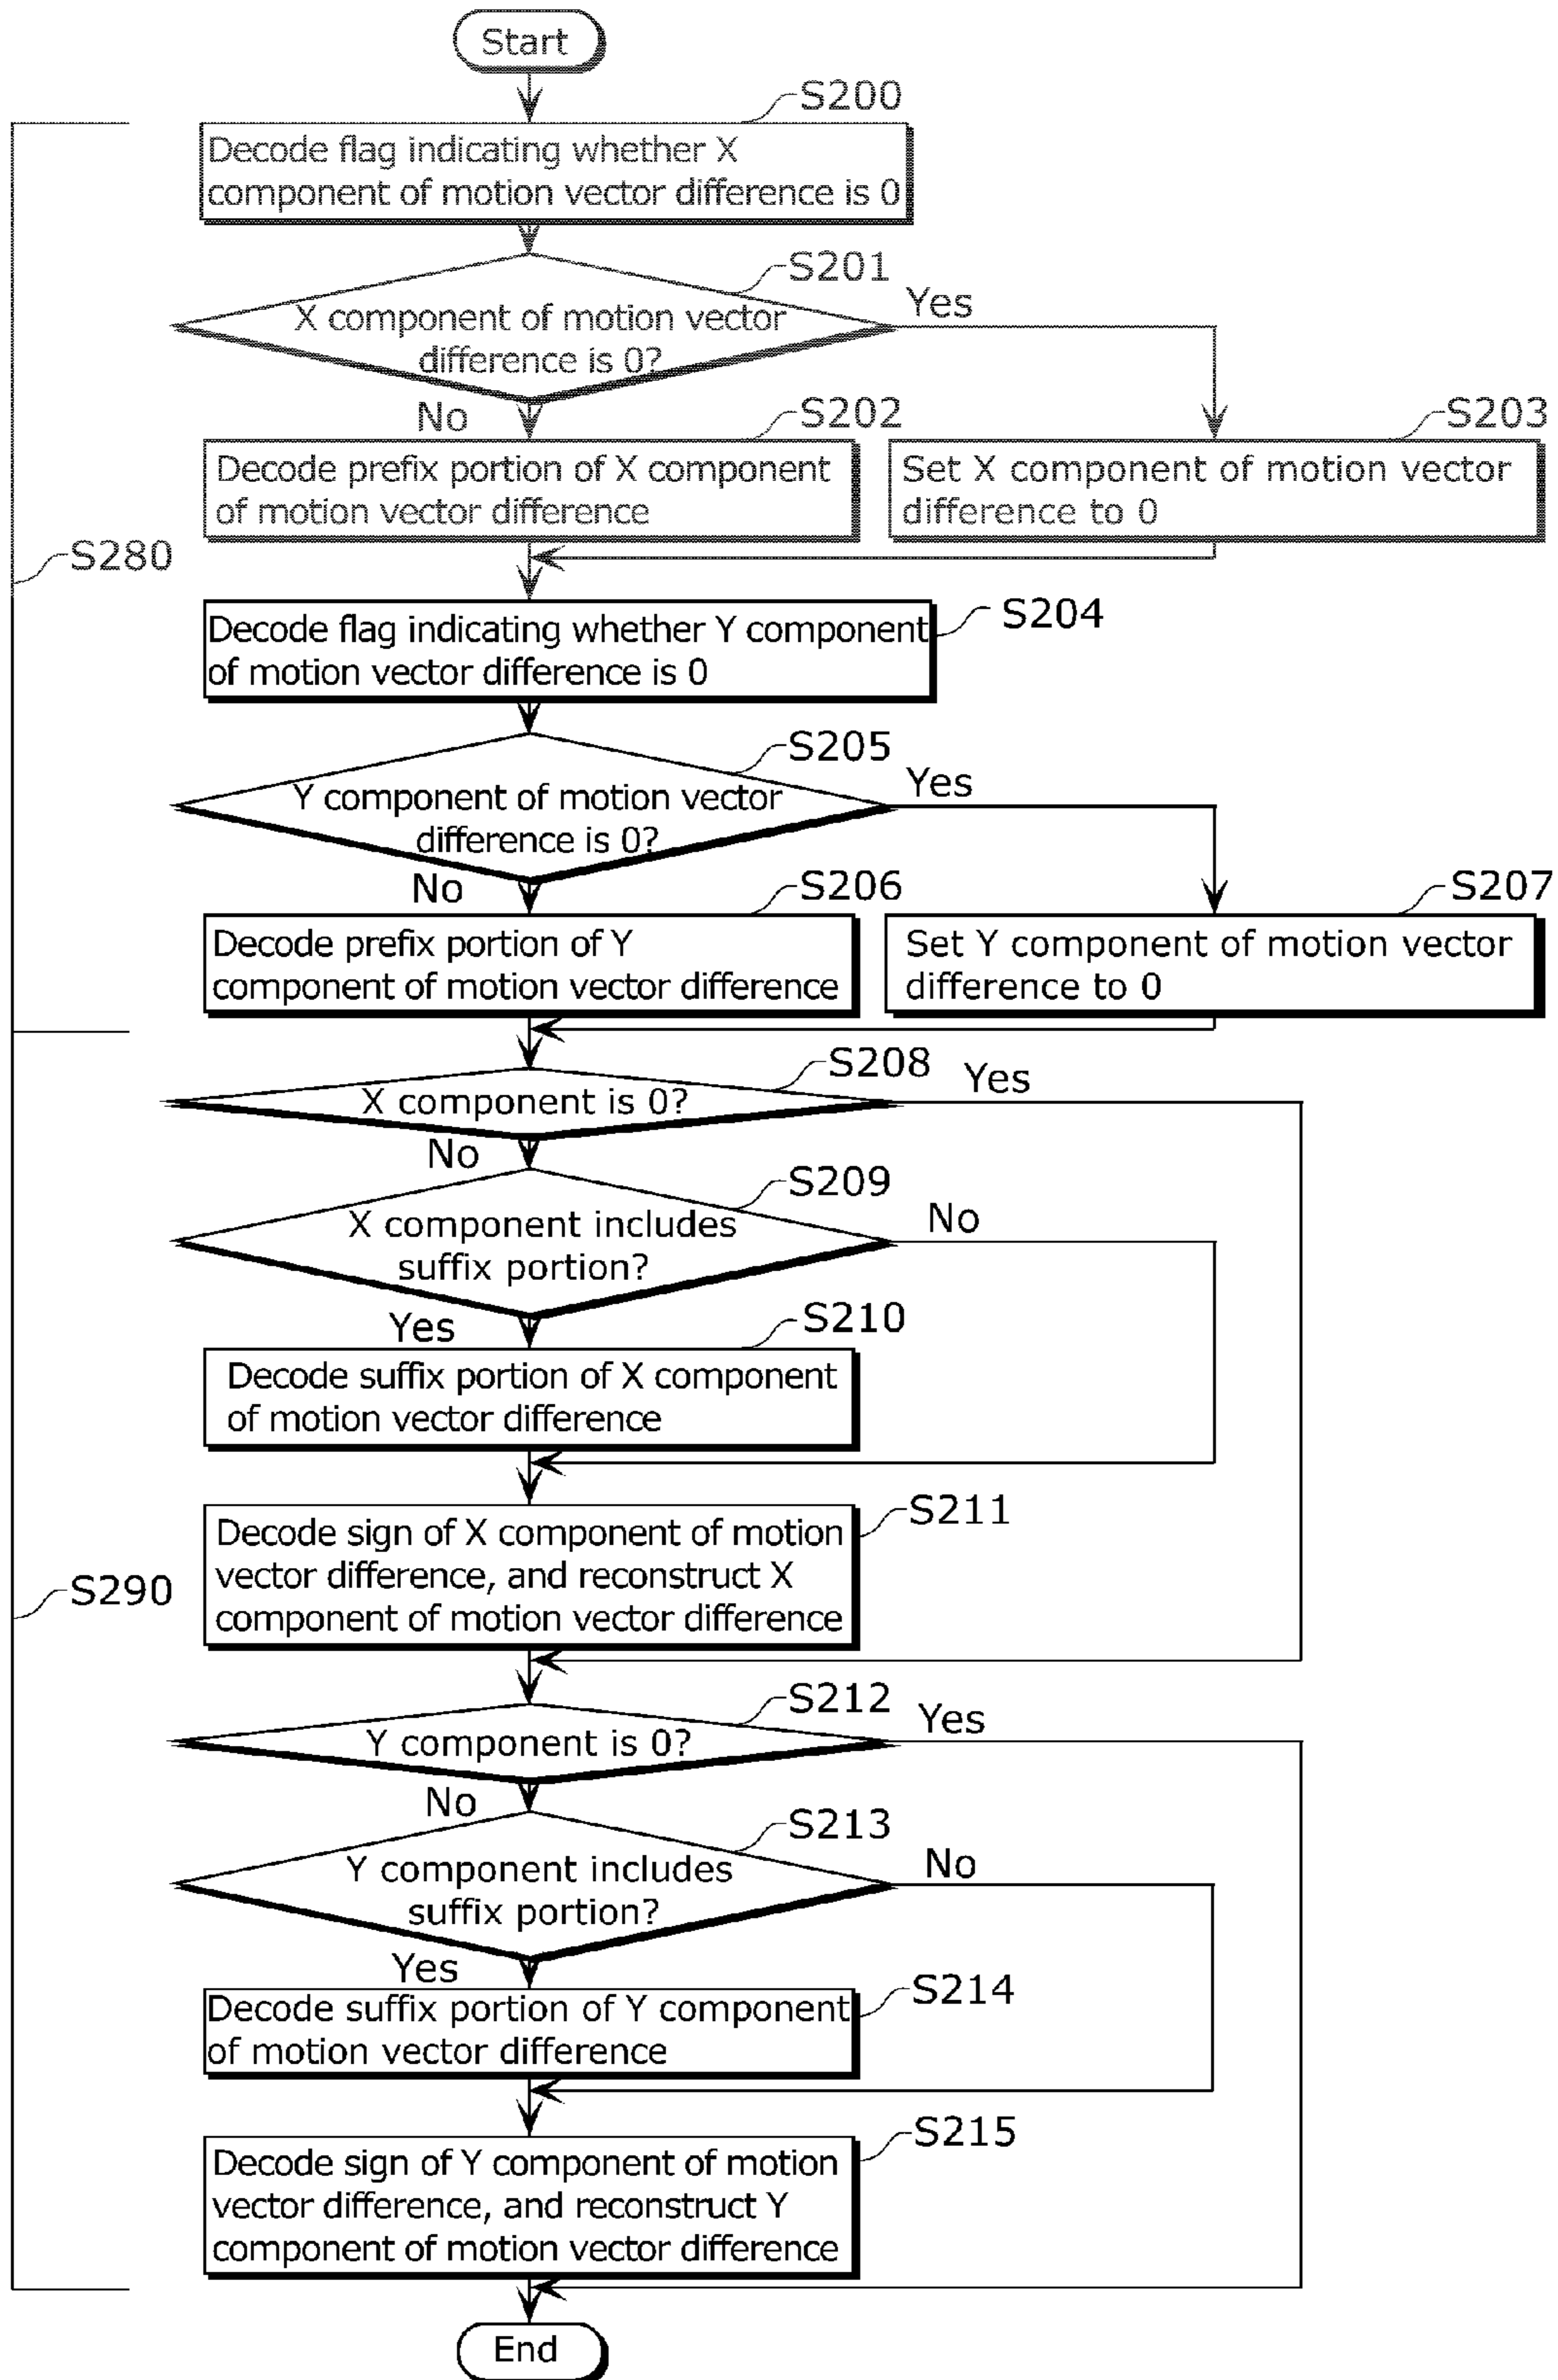 Start
S200
Decode flag indicating whether X
component of motion vector difference is 0
S201
X component of motion vector
difference is 0?
Yes
No
S202
Decode prefix portion of X component
of motion vector difference
S203
Set X component of motion vector
difference to 0
S280
S204
Decode flag indicating whether Y component
of motion vector difference is 0
S205
Y component of motion vector
difference is 0?
Yes
No
S206
Decode prefix portion of Y
component of motion vector difference
S207
Set Y component of motion vector
difference to 0
S208
X component is 0?
Yes
No
S209
X component includes
suffix portion?
No
Yes
S210
Decode suffix portion of X component
of motion vector difference
S211
Decode sign of X component of motion
vector difference, and reconstruct X
component of motion vector difference
S290
S212
Y component is 0?
Yes
No
S213
Y component includes
suffix portion?
No
Yes
S214
Decode suffix portion of Y component
of motion vector difference
S215
Decode sign of Y component of motion
vector difference, and reconstruct Y
component of motion vector difference
End